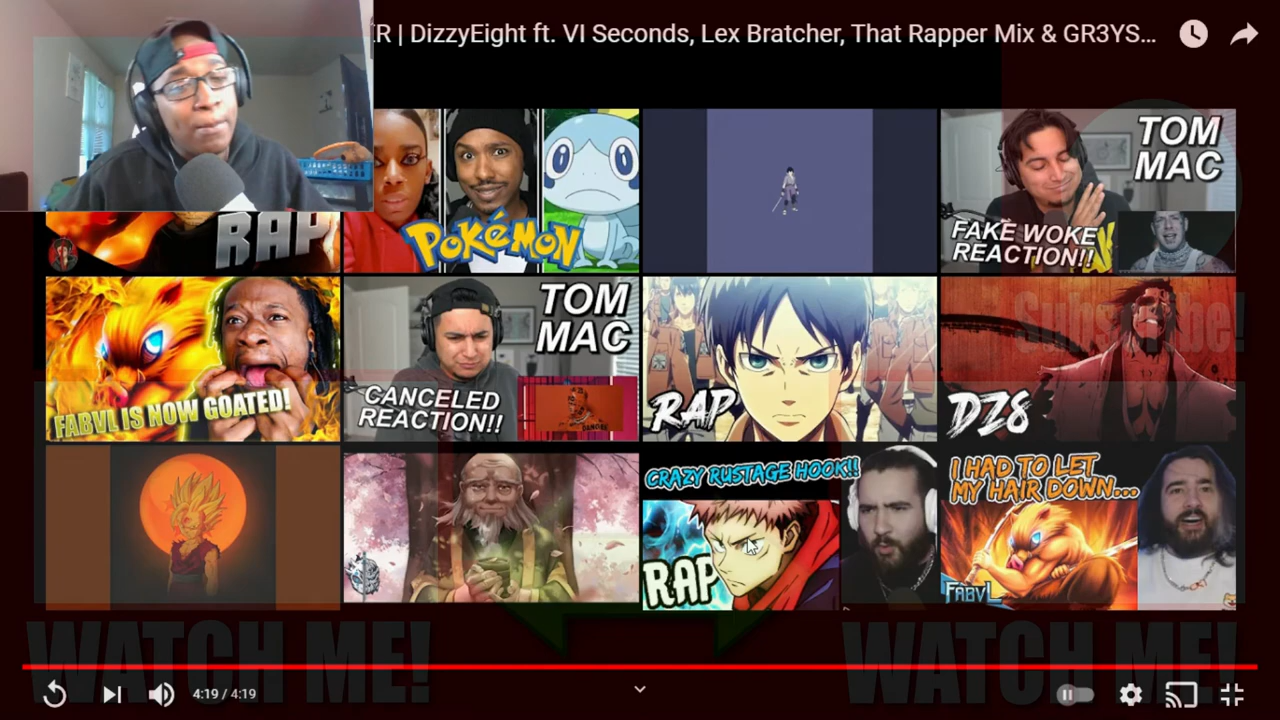 R | DizzyEight ft. VI Seconds, Lex Bratcher, That Rapper Mix & GR3YS...
RAP
POKéMON
TOM
MAC
FAKE WOKE
REACTION!!
Subscribe!
FABVL IS NOW GOATED!
TOM
MAC
CANCELED
REACTION!!
RAP
DZ8
CRAZY RUSTAGE HOOK!!
RAP
I HAD TO LET
MY HAIR DOWN...
FABVL
WATCH ME!
WATCH ME!
4:19 / 4:19